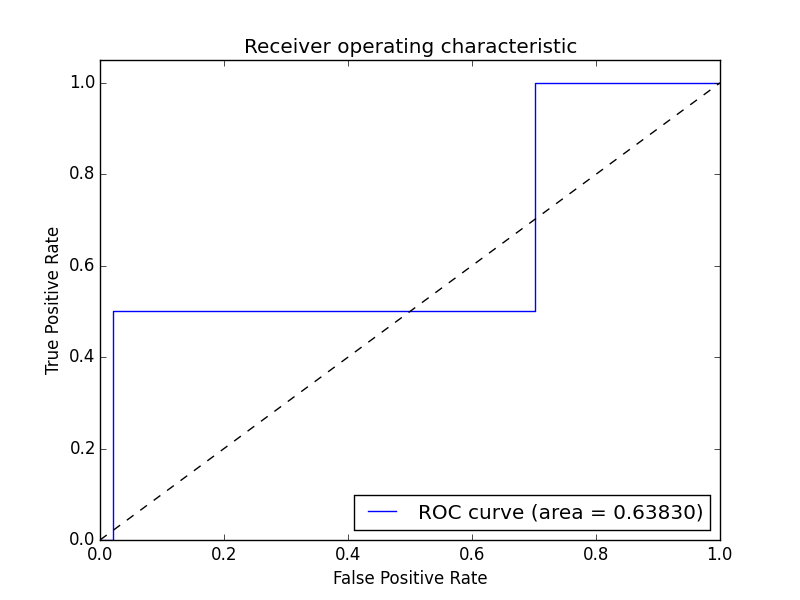 Receiver operating characteristic
1.0
0.8
0.6
0.4
0.2
0.0
True Positive Rate
ROC curve (area = 0.63830)
0.0 0.2 0.4 0.6 0.8 1.0
False Positive Rate